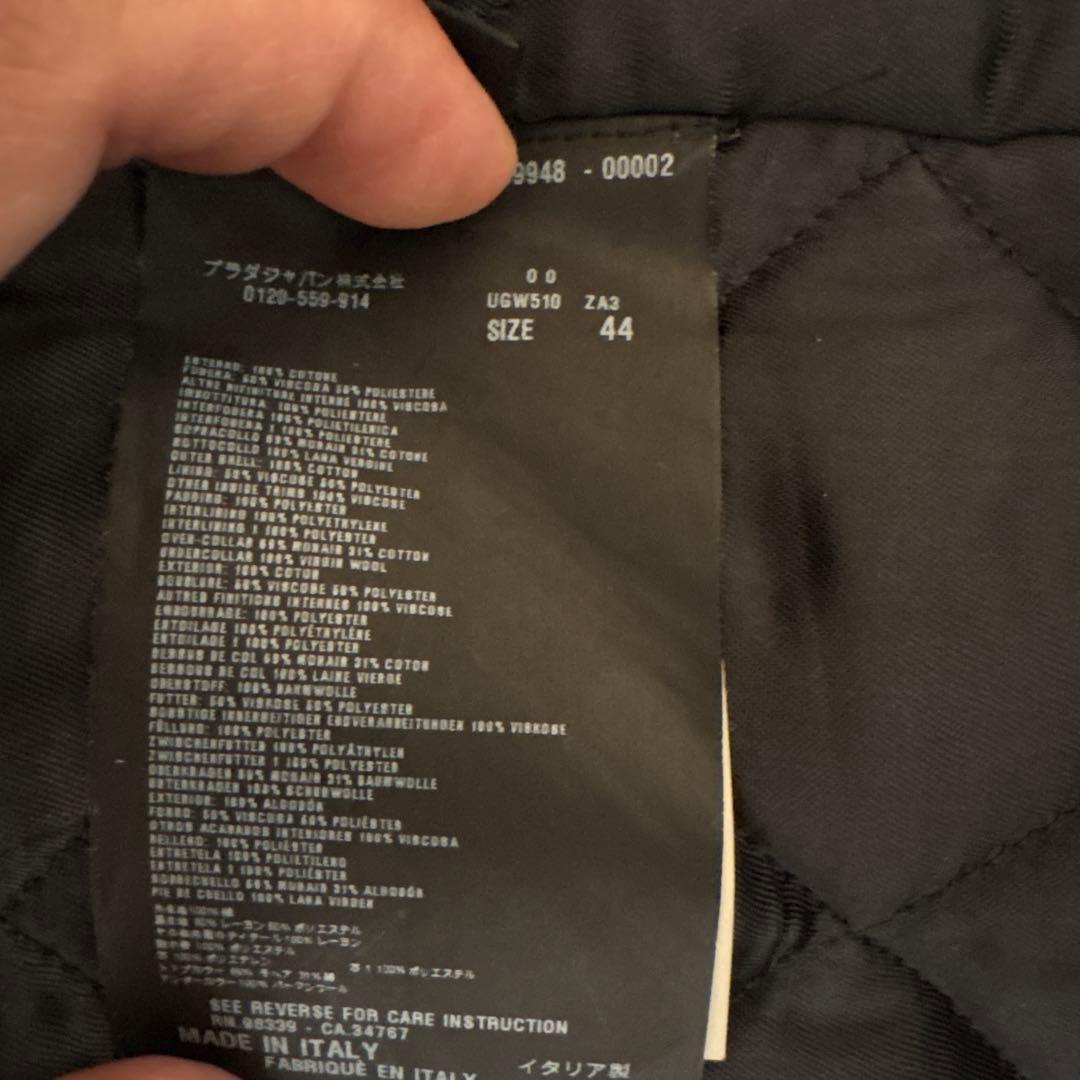 9948 - 00002
プラダジャパン株式会社
0120-559-914
00
UGW510 ZA3
SIZE 44
ESTERNO: 100% COTONE
FODERA: 50% VISCOSA 50% POLIESTERE
ALTRE RIFINITURE INTERNE 100% VISCOSA
IMBOTTITURA: 100% POLIESTERE
INTERFODERA 100% POLIETILENICA
INTERFODERA 1 100% POLIESTERE
SOPRACOLLO 69% MOHAIR 31% COTONE
SOTTOCOLLO 100% LANA VERGINE
OUTER SHELL: 100% COTTON
LINING: 50% VISCOSE 50% POLYESTER
OTHER INSIDE TRIMS 100% VISCOSE
PADDING: 100% POLYESTER
INTERLINING 100% POLYETHYLENE
INTERLINING 1 100% POLYESTER
OVER-COLLAR 69% MOHAIR 31% COTTON
UNDERCOLLAR 100% VIRGIN WOOL
EXTERIEUR: 100% COTON
DOUBLURE: 50% VISCOSE 50% POLYESTER
AUTRES FINITIONS INTERNES 100% VISCOSE
EMBOURRAGE: 100% POLYESTER
ENTOILAGE 100% POLYÉTHYLÈNE
ENTOILAGE 1 100% POLYESTER
DESSUS DE COL 69% MOHAIR 31% COTON
DESSOUS DE COL 100% LAINE VIERGE
OBERSTOFF: 100% BAUMWOLLE
FUTTER: 50% VISKOSE 50% POLYESTER
SONSTIGE INNERSEITIGEN ENDVERARBEITUNGEN 100% VISKOSE
FÜLLUNG: 100% POLYESTER
ZWISCHENFUTTER 100% POLYÄTHYLEN
ZWISCHENFUTTER 1 100% POLYESTER
OBERKRAGEN 69% MOHAIR 31% BAUMWOLLE
UNTERKRAGEN 100% SCHURWOLLE
EXTERIOR: 100% ALGODÓN
FORRO: 50% VISCOSA 50% POLIÉSTER
OTROS ACABADOS INTERIORES 100% VISCOSA
RELLENO: 100% POLIÉSTER
ENTRETELA 100% POLIETILENO
ENTRETELA 1 100% POLIÉSTER
SOBRECUELLO 69% MOHAIR 31% ALGODÓN
PIE DE CUELLO 100% LANA VIRGEN
SEE REVERSE FOR CARE INSTRUCTION
RN.98339 - CA.34767
MADE IN ITALY
FABRIQUÉ EN ITALY イタリア製